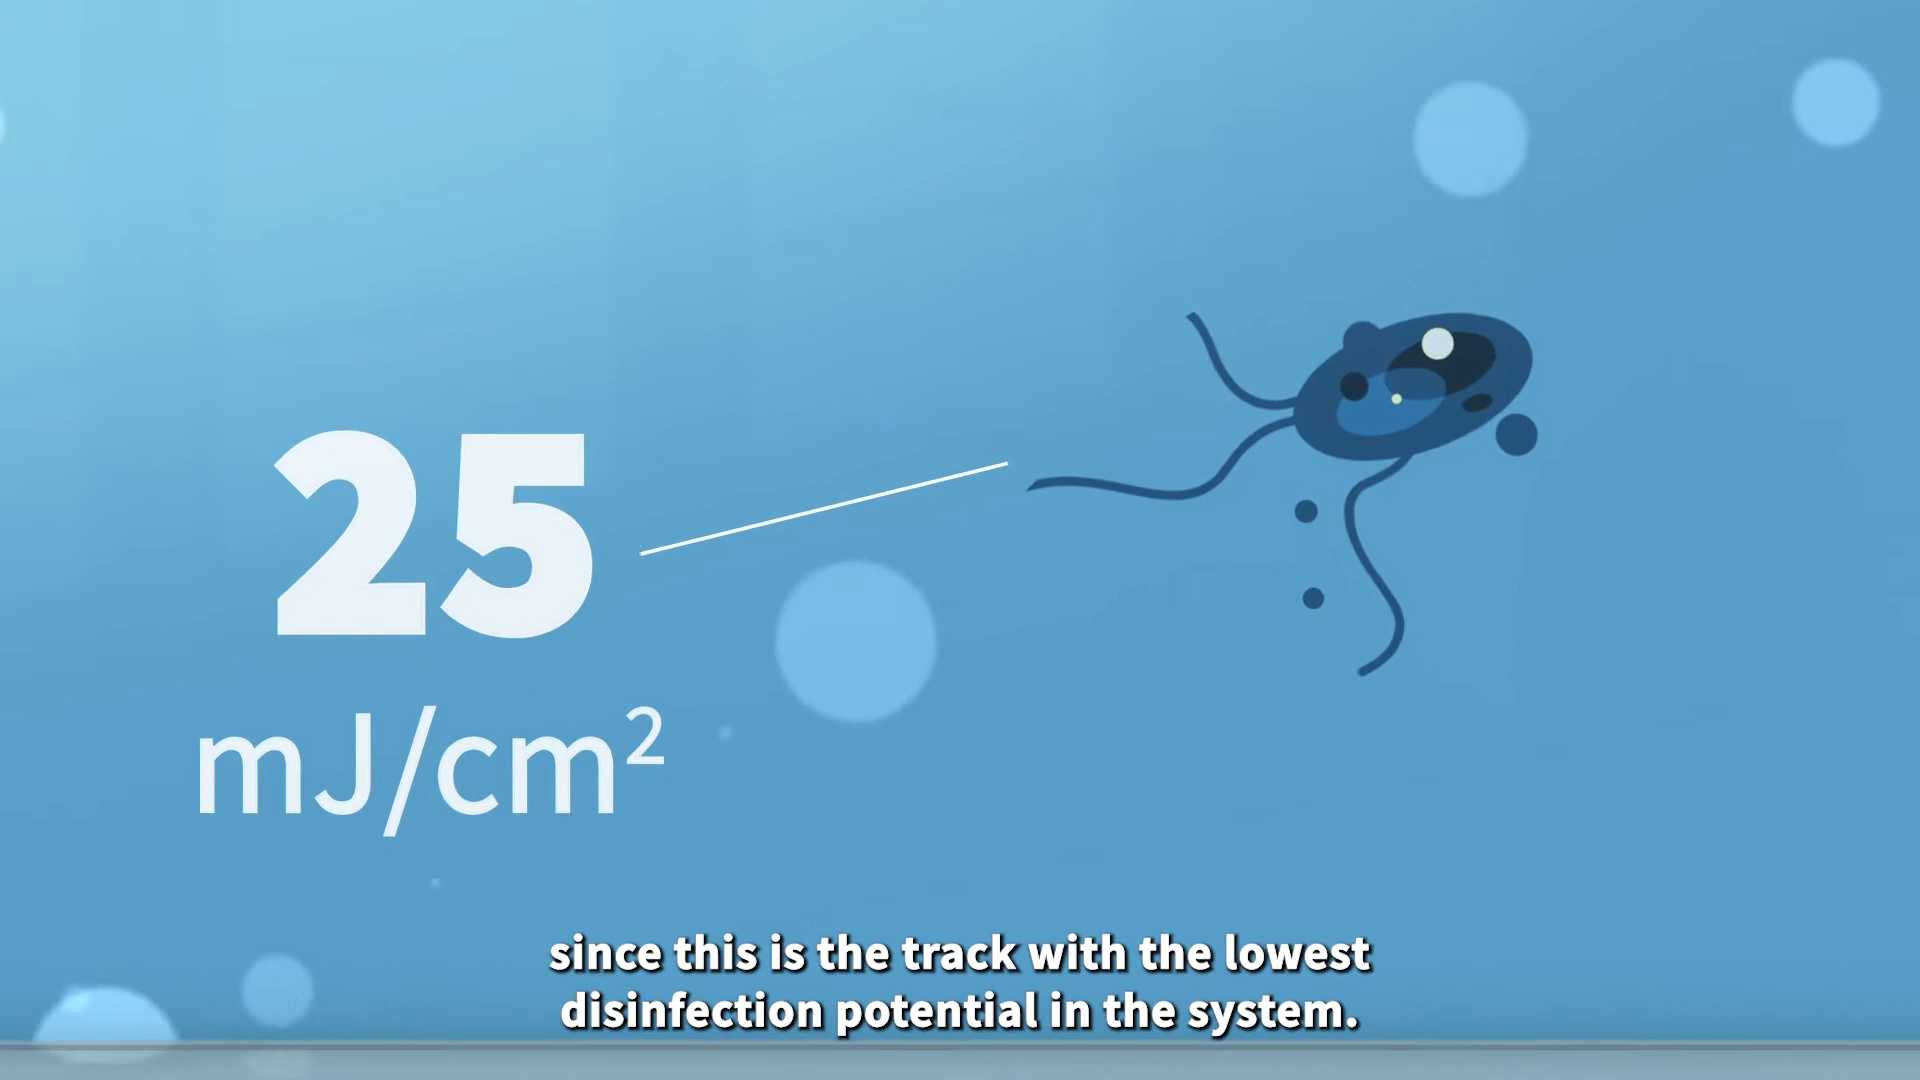 25
mJ/cm²
since this is the track with the lowest
disinfection potential in the system.